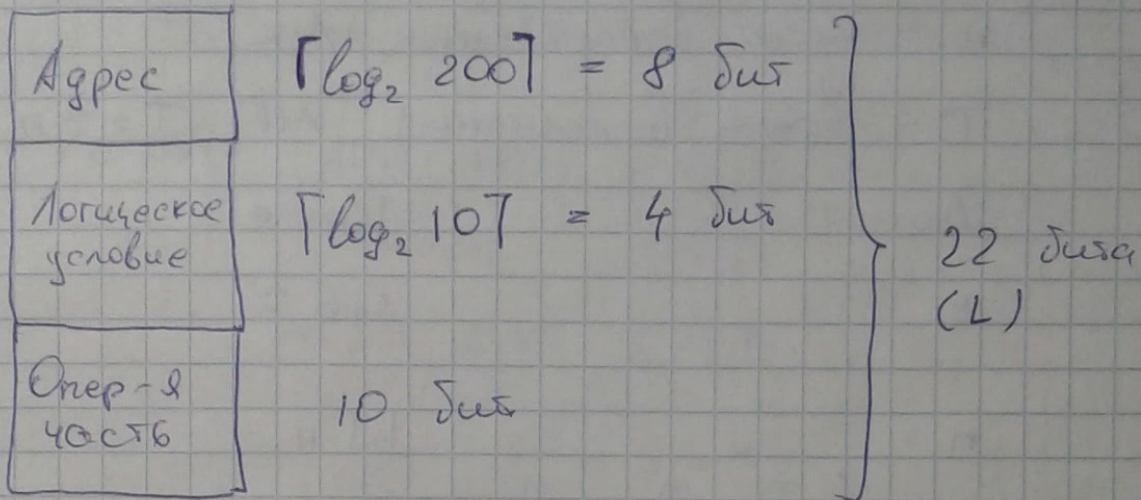 Адрес ⌈log₂ 200⌉ = 8 бит
Логическое
условие
⌈log₂ 10⌉ = 4 бит
22 бита
(L)
Опер-я
часть
10 бит